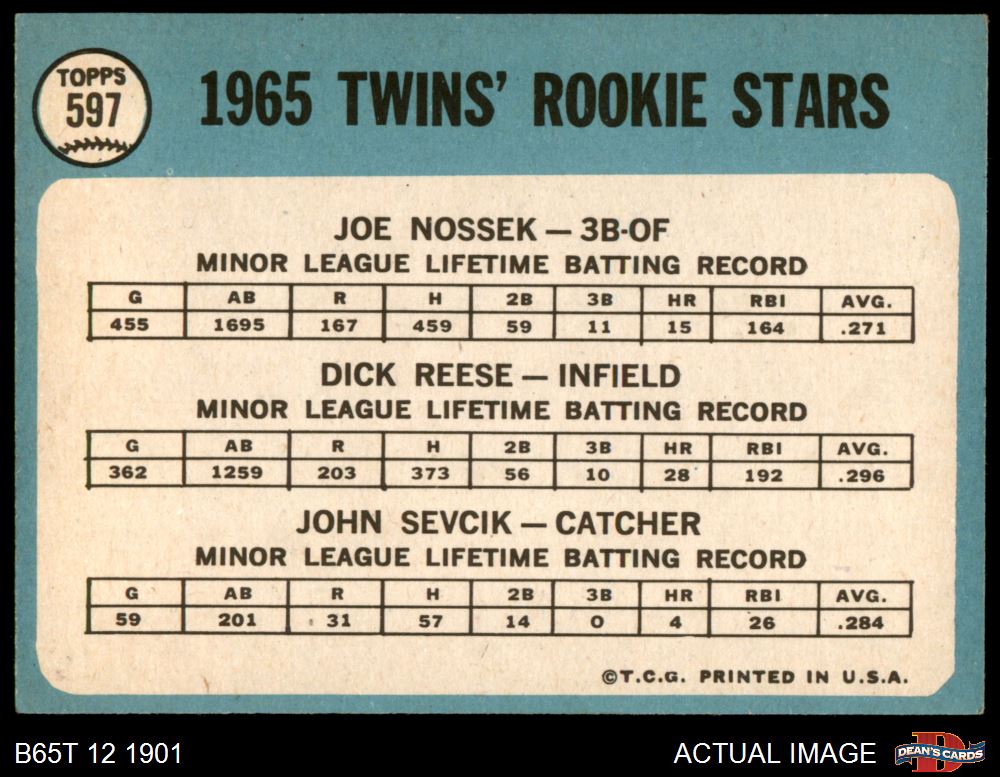 TOPPS
597
1965 TWINS' ROOKIE STARS
JOE NOSSEK — 3B-OF
MINOR LEAGUE LIFETIME BATTING RECORD
G AB R H 2B 3B HR RBI AVG.
455 1695 167 459 59 11 15 164 .271
DICK REESE — INFIELD
MINOR LEAGUE LIFETIME BATTING RECORD
G AB R H 2B 3B HR RBI AVG.
362 1259 203 373 56 10 28 192 .296
JOHN SEVCIK — CATCHER
MINOR LEAGUE LIFETIME BATTING RECORD
G AB R H 2B 3B HR RBI AVG.
59 201 31 57 14 0 4 26 .284
©T.C.G. PRINTED IN U.S.A.
B65T 12 1901
ACTUAL IMAGE
D
DEAN'S CARDS